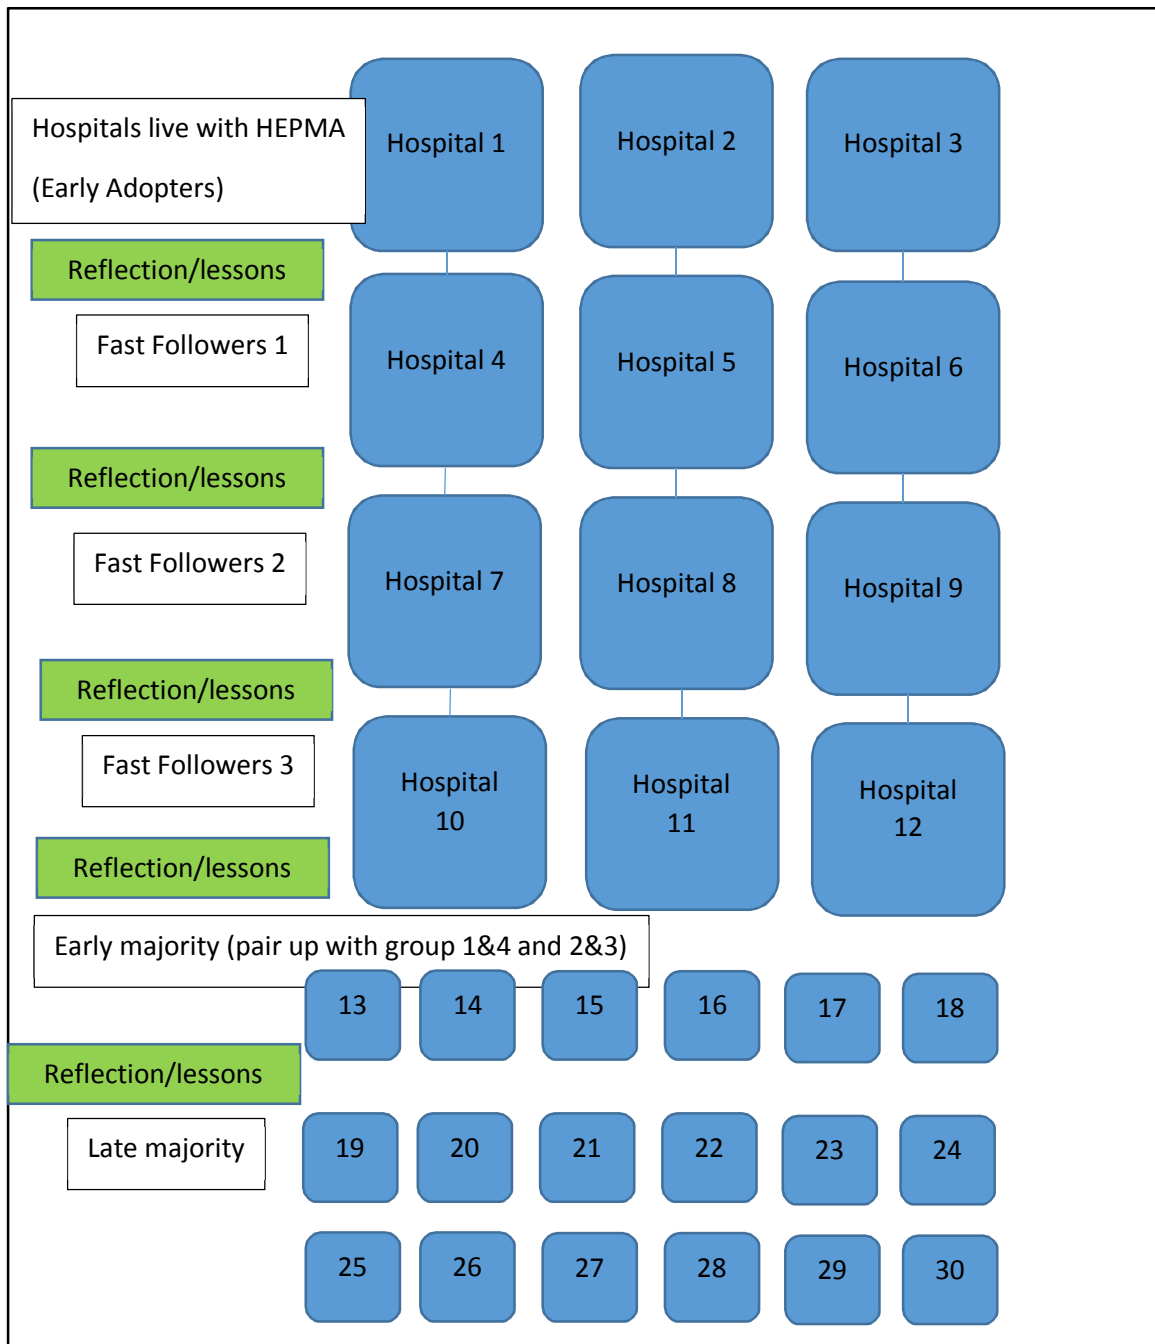 Hospitals live with HEPMA
(Early Adopters)
Hospital 1
Hospital 2
Hospital 3
Reflection/lessons
Fast Followers 1
Hospital 4
Hospital 5
Hospital 6
Reflection/lessons
Fast Followers 2
Hospital 7
Hospital 8
Hospital 9
Reflection/lessons
Fast Followers 3
Hospital
10
Hospital
11
Hospital
12
Reflection/lessons
Early majority (pair up with group 1&4 and 2&3)
13
14
15
16
17
18
Reflection/lessons
Late majority
19
20
21
22
23
24
25
26
27
28
29
30